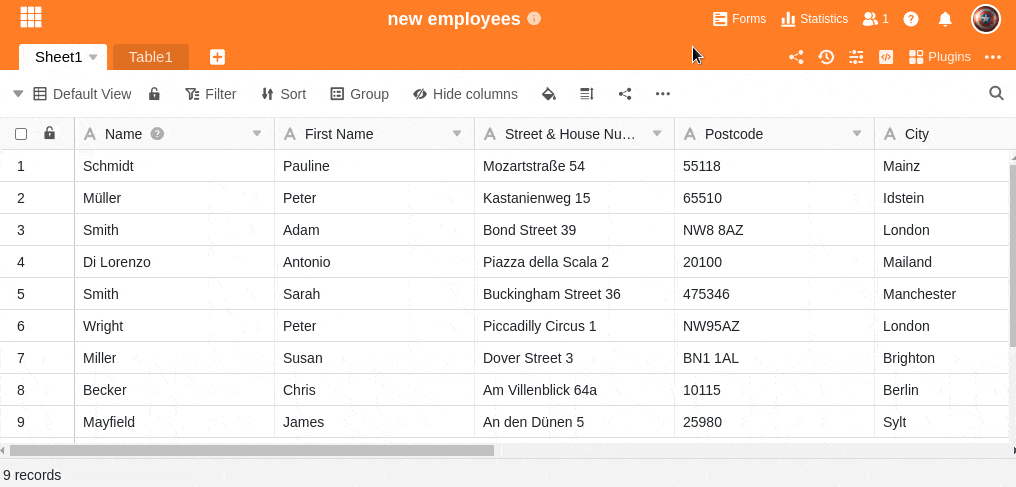 new employees
Forms Statistics 1
Sheet1 Table1
Plugins
Default View Filter Sort Group Hide columns
Name First Name Street & House Nu... Postcode City
1 Schmidt Pauline Mozartstraße 54 55118 Mainz
2 Müller Peter Kastanienweg 15 65510 Idstein
3 Smith Adam Bond Street 39 NW8 8AZ London
4 Di Lorenzo Antonio Piazza della Scala 2 20100 Mailand
5 Smith Sarah Buckingham Street 36 475346 Manchester
6 Wright Peter Piccadilly Circus 1 NW95AZ London
7 Miller Susan Dover Street 3 BN1 1AL Brighton
8 Becker Chris Am Villenblick 64a 10115 Berlin
9 Mayfield James An den Dünen 5 25980 Sylt
9 records